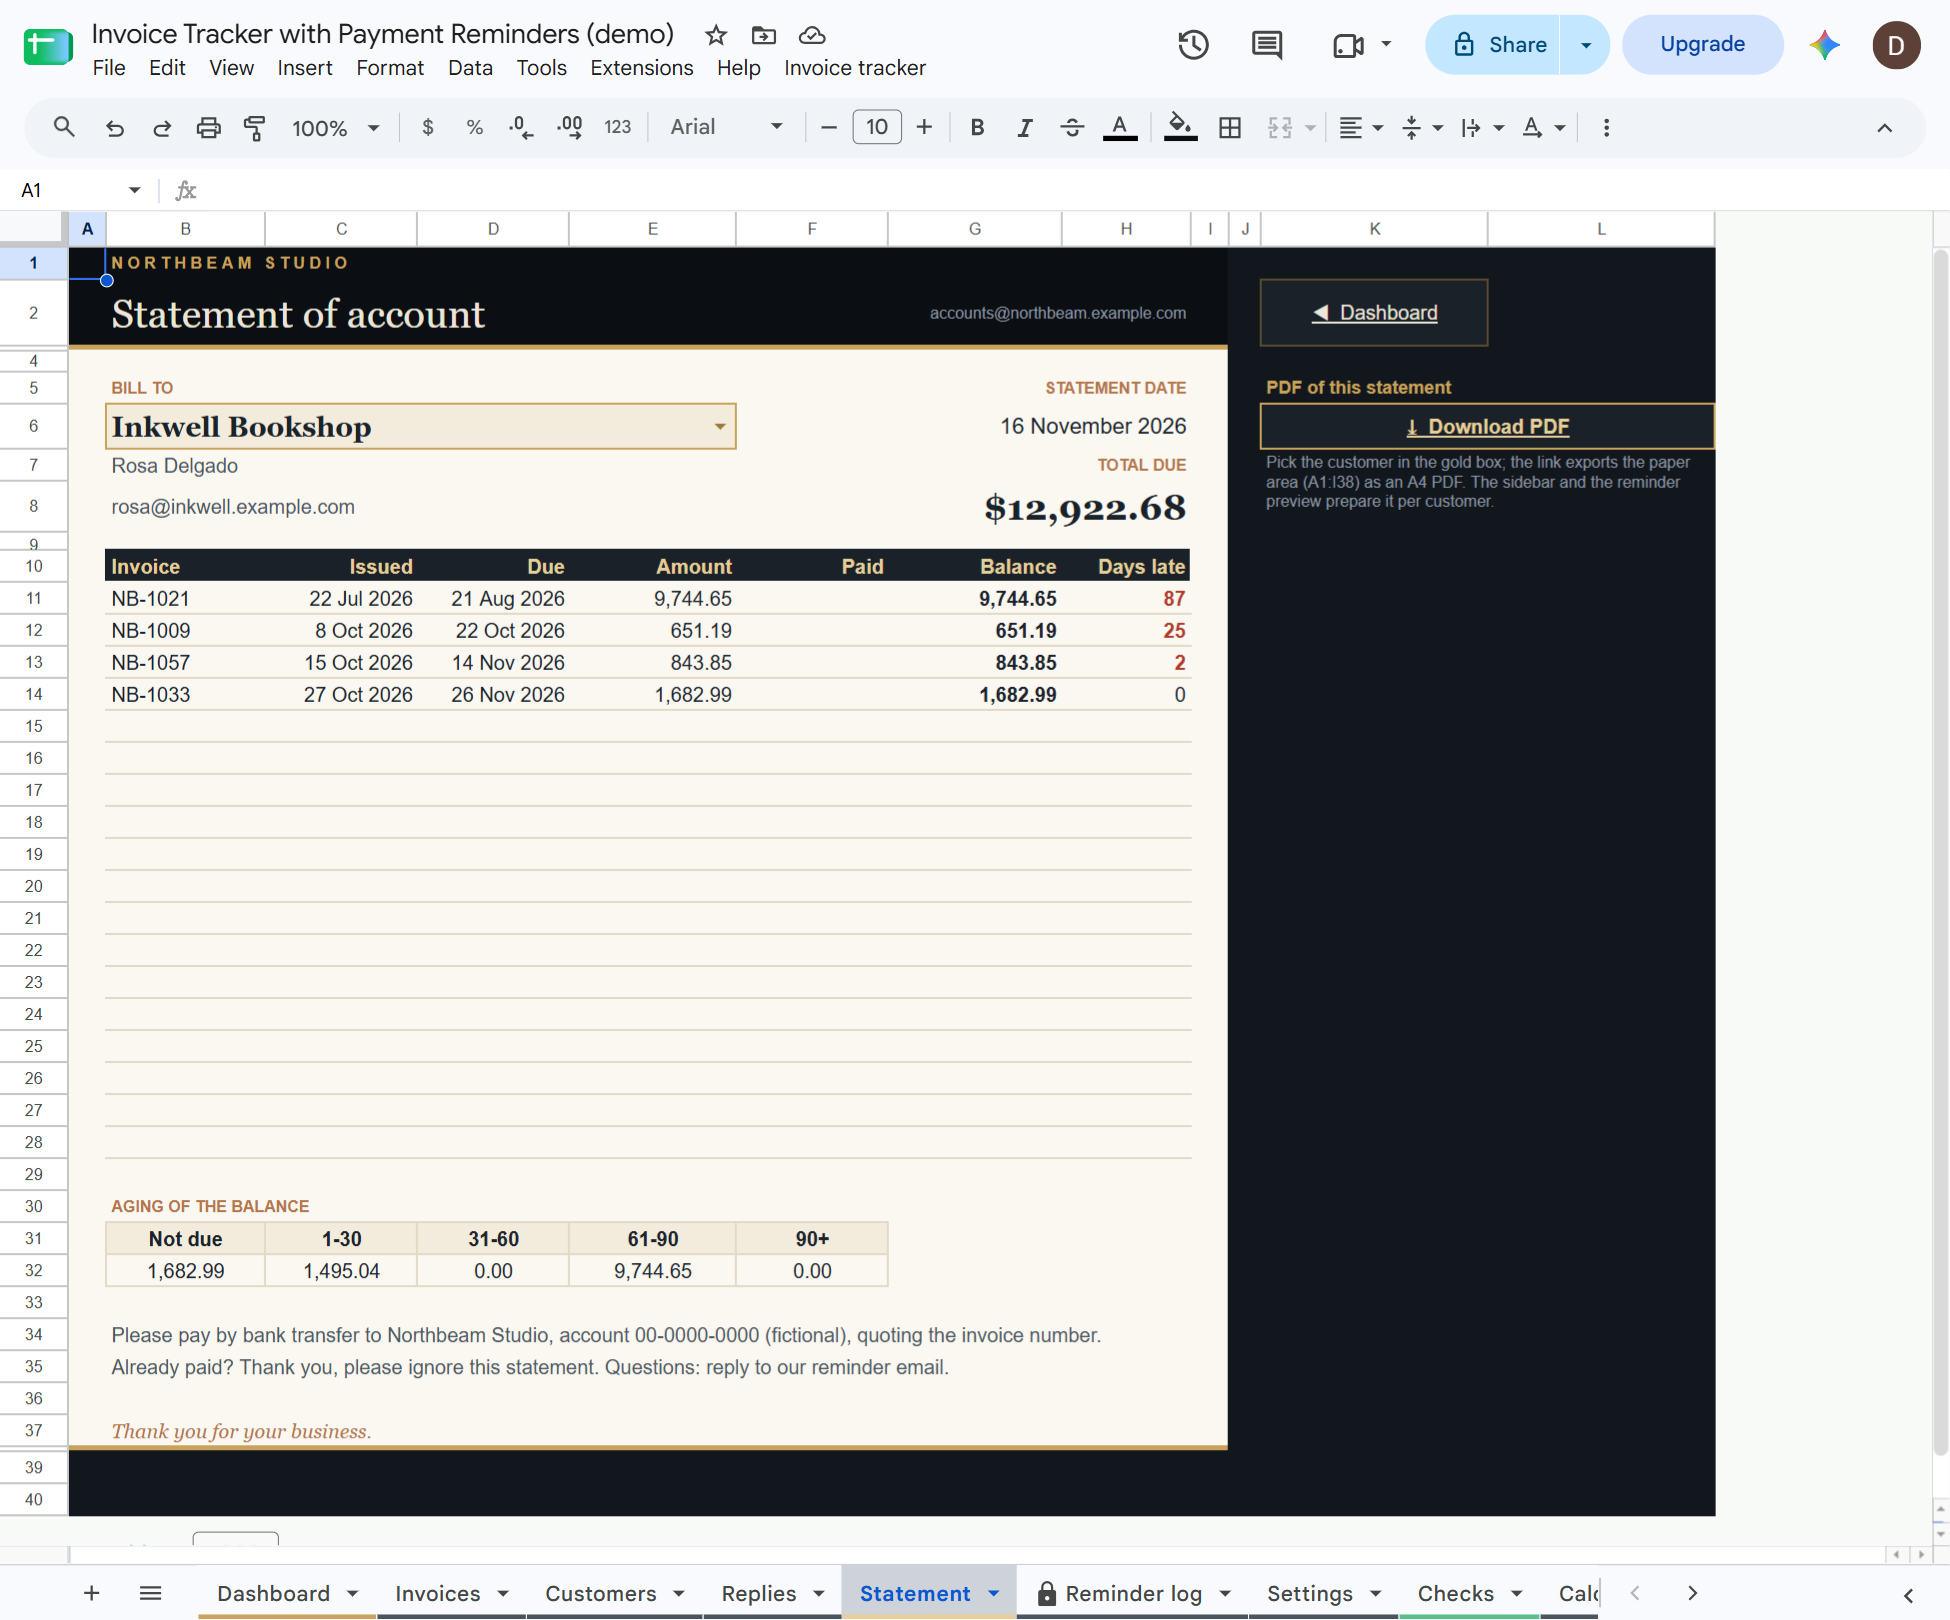 Invoice Tracker with Payment Reminders (demo)
File Edit View Insert Format Data Tools Extensions Help Invoice tracker
Share
Upgrade
D
100%
$ % .0 .00 123
Arial
10
B I A
A1
fx
A B C D E F G H I J K L
1 NORTHBEAM STUDIO
2 Statement of account accounts@northbeam.example.com ◀ Dashboard
4
5 BILL TO STATEMENT DATE PDF of this statement
6 Inkwell Bookshop 16 November 2026 ⤓ Download PDF
7 Rosa Delgado TOTAL DUE
Pick the customer in the gold box; the link exports the paper
area (A1:I38) as an A4 PDF. The sidebar and the reminder
preview prepare it per customer.
8 rosa@inkwell.example.com $12,922.68
9
10 Invoice Issued Due Amount Paid Balance Days late
11 NB-1021 22 Jul 2026 21 Aug 2026 9,744.65 9,744.65 87
12 NB-1009 8 Oct 2026 22 Oct 2026 651.19 651.19 25
13 NB-1057 15 Oct 2026 14 Nov 2026 843.85 843.85 2
14 NB-1033 27 Oct 2026 26 Nov 2026 1,682.99 1,682.99 0
15
16
17
18
19
20
21
22
23
24
25
26
27
28
29
30 AGING OF THE BALANCE
31 Not due 1-30 31-60 61-90 90+
32 1,682.99 1,495.04 0.00 9,744.65 0.00
33
34 Please pay by bank transfer to Northbeam Studio, account 00-0000-0000 (fictional), quoting the invoice number.
35 Already paid? Thank you, please ignore this statement. Questions: reply to our reminder email.
36
37 Thank you for your business.
39
40
Dashboard Invoices Customers Replies Statement Reminder log Settings Checks